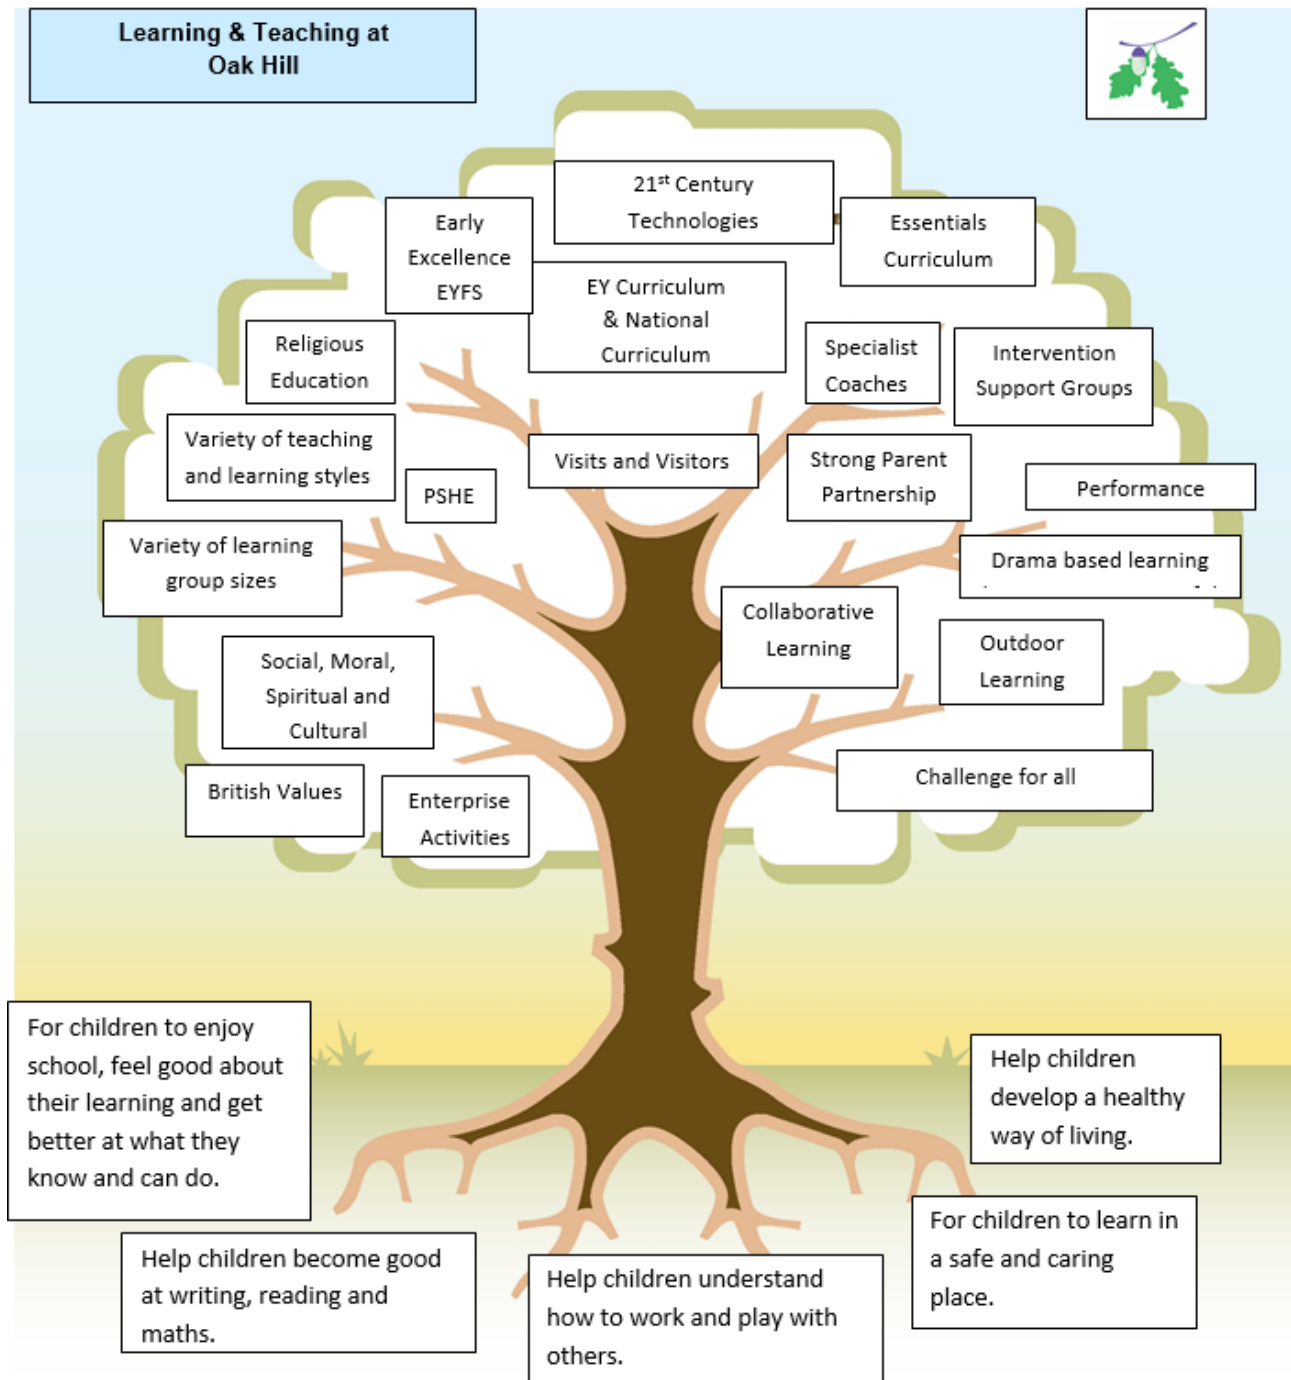 Learning & Teaching at
Oak Hill
21st Century
Technologies
Early
Excellence
EYFS
Essentials
Curriculum
EY Curriculum
& National
Curriculum
Religious
Education
Specialist
Coaches
Intervention
Support Groups
Variety of teaching
and learning styles
PSHE
Visits and Visitors
Strong Parent
Partnership
Performance
Variety of learning
group sizes
Drama based learning
Collaborative
Learning
Outdoor
Learning
Social, Moral,
Spiritual and
Cultural
British Values
Enterprise
Activities
Challenge for all
For children to enjoy
school, feel good about
their learning and get
better at what they
know and can do.
Help children
develop a healthy
way of living.
Help children become good
at writing, reading and
maths.
Help children understand
how to work and play with
others.
For children to learn in
a safe and caring
place.